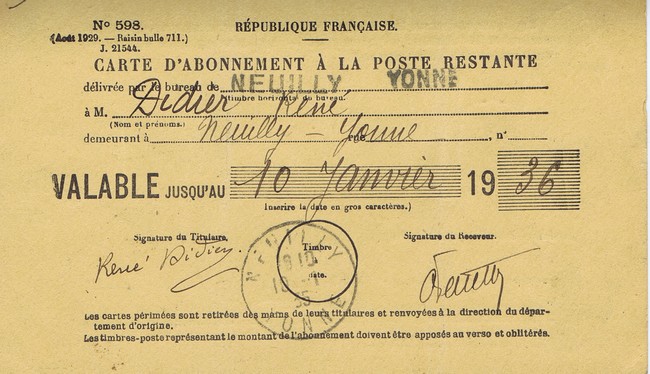 N° 598.
(Août 1929. — Raisin bulle 711.)
J. 21544.
RÉPUBLIQUE FRANÇAISE.
CARTE D'ABONNEMENT À LA POSTE RESTANTE
délivrée par le bureau de NEUILLY YONNE
(timbre horizontal du bureau.)
à M. Didier René
(Nom et prénoms.)
demeurant à Neuilly - Yonne rue , n°
VALABLE JUSQU'AU 10 Janvier 1936
Inscrire la date en gros caractères.)
Signature du Titulaire,
Timbre
à
date.
Signature du Receveur.
René Didier
NEUILLY
YONNE
Les cartes périmées sont retirées des mains de leurs titulaires et renvoyées à la direction du dépar-
tement d'origine.
Les timbres-poste représentant le montant de l'abonnement doivent être apposés au verso et oblitérés.